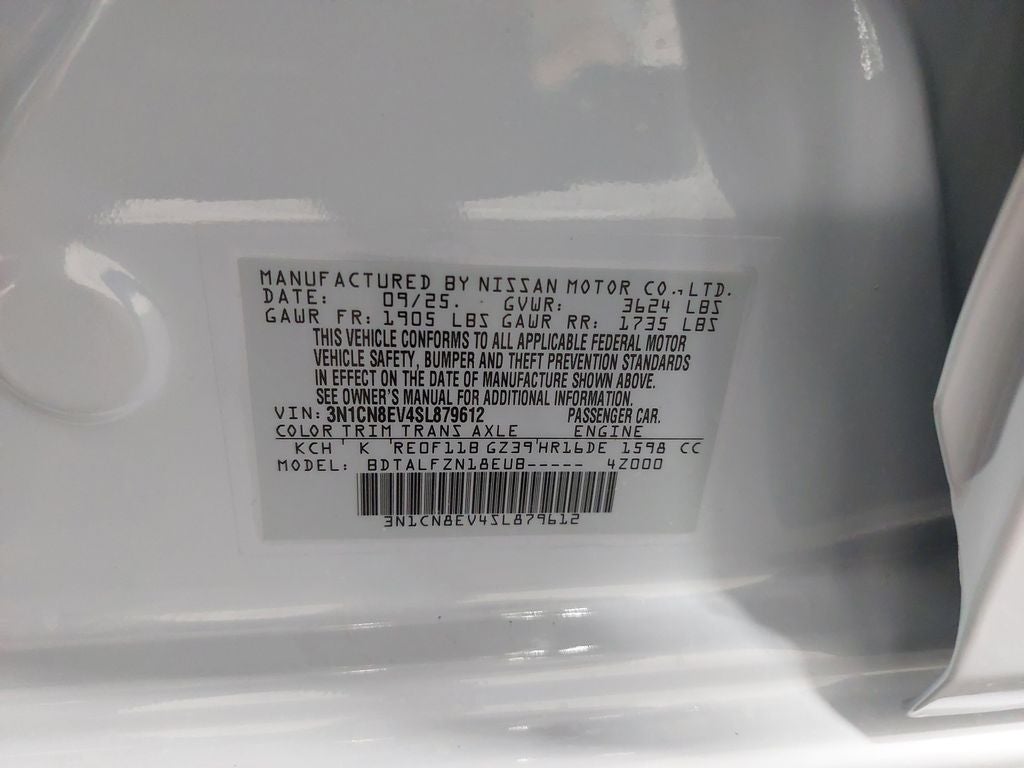 MANUFACTURED BY NISSAN MOTOR CO., LTD.
DATE: 09/25. GVWR: 3624 LBS
GAWR FR: 1905 LBS GAWR RR: 1735 LBS
THIS VEHICLE CONFORMS TO ALL APPLICABLE FEDERAL MOTOR
VEHICLE SAFETY, BUMPER AND THEFT PREVENTION STANDARDS
IN EFFECT ON THE DATE OF MANUFACTURE SHOWN ABOVE.
SEE OWNER'S MANUAL FOR ADDITIONAL INFORMATION.
VIN: 3N1CN8EV4SL879612 PASSENGER CAR.
COLOR TRIM TRANS AXLE ENGINE
KCH ' K 'RE0F11B GZ39'HR16DE 1598 CC
MODEL: BDTALFZN18EUB----- 4Z000
3N1CN8EV4SL879612